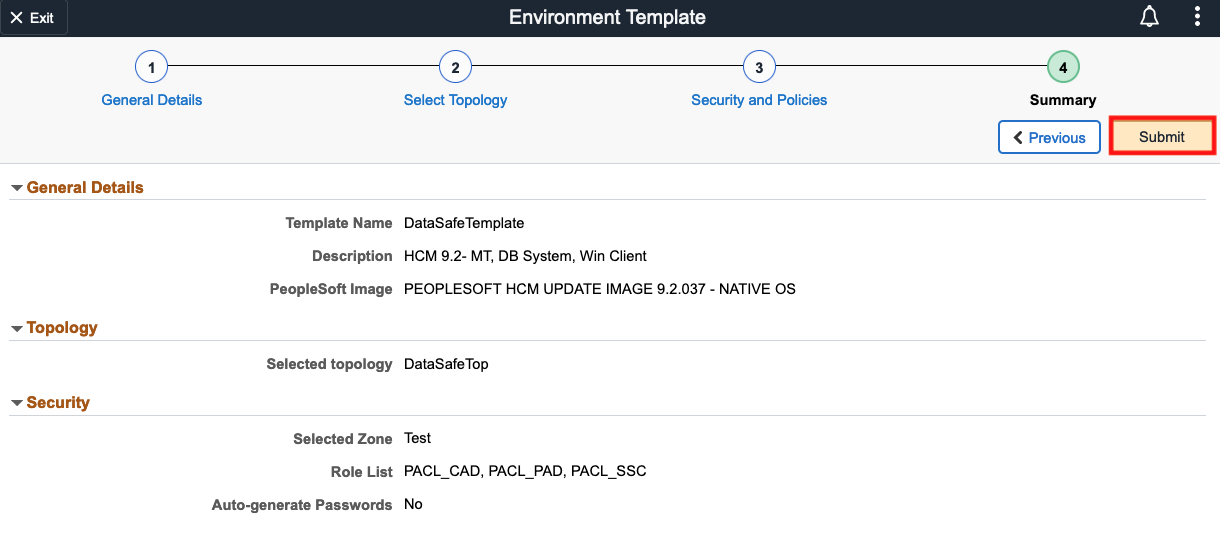 Exit
Environment Template
1
2
3
4
General Details
Select Topology
Security and Policies
Summary
Previous
Submit
General Details
Template Name DataSafeTemplate
Description HCM 9.2- MT, DB System, Win Client
PeopleSoft Image PEOPLESOFT HCM UPDATE IMAGE 9.2.037 - NATIVE OS
Topology
Selected topology DataSafeTop
Security
Selected Zone Test
Role List PACL_CAD, PACL_PAD, PACL_SSC
Auto-generate Passwords No